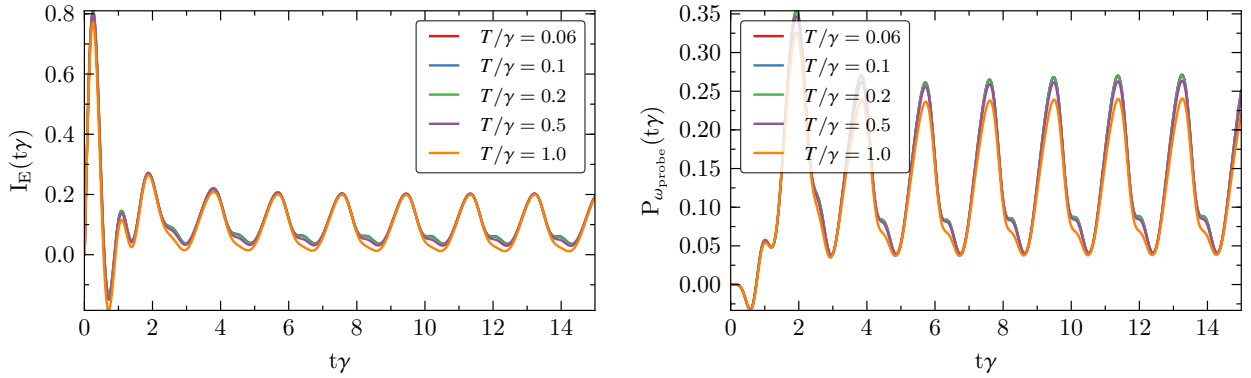 0.8
0.6
0.4
0.2
0.0
I_E(tγ)
0 2 4 6 8 10 12 14
tγ
T/γ = 0.06
T/γ = 0.1
T/γ = 0.2
T/γ = 0.5
T/γ = 1.0
0.35
0.30
0.25
0.20
0.15
0.10
0.05
0.00
P_ω_probe(tγ)
0 2 4 6 8 10 12 14
tγ
T/γ = 0.06
T/γ = 0.1
T/γ = 0.2
T/γ = 0.5
T/γ = 1.0